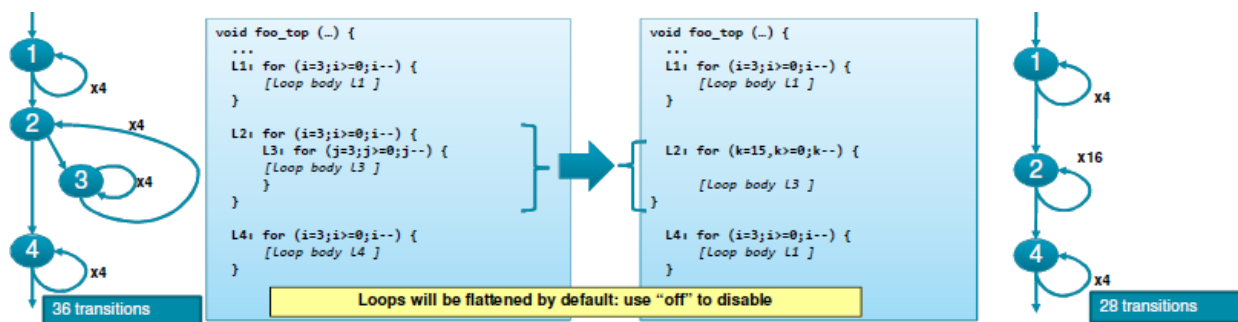 1
x4
2
x4
3
x4
4
x4
36 transitions
void foo_top (…) {
...
L1: for (i=3;i>=0;i--) {
[Loop body l1 ]
}
L2: for (i=3;i>=0;i--) {
L3: for (j=3;j>=0;j--) {
[Loop body l3 ]
}
}
L4: for (i=3;i>=0;i--) {
[Loop body l4 ]
}
void foo_top (…) {
...
L1: for (i=3;i>=0;i--) {
[Loop body l1 ]
}
L2: for (k=15,k>=0;k--) {
[Loop body l3 ]
}
L4: for (i=3;i>=0;i--) {
[Loop body l1 ]
}
Loops will be flattened by default: use “off” to disable
1
x4
2
x16
4
x4
28 transitions